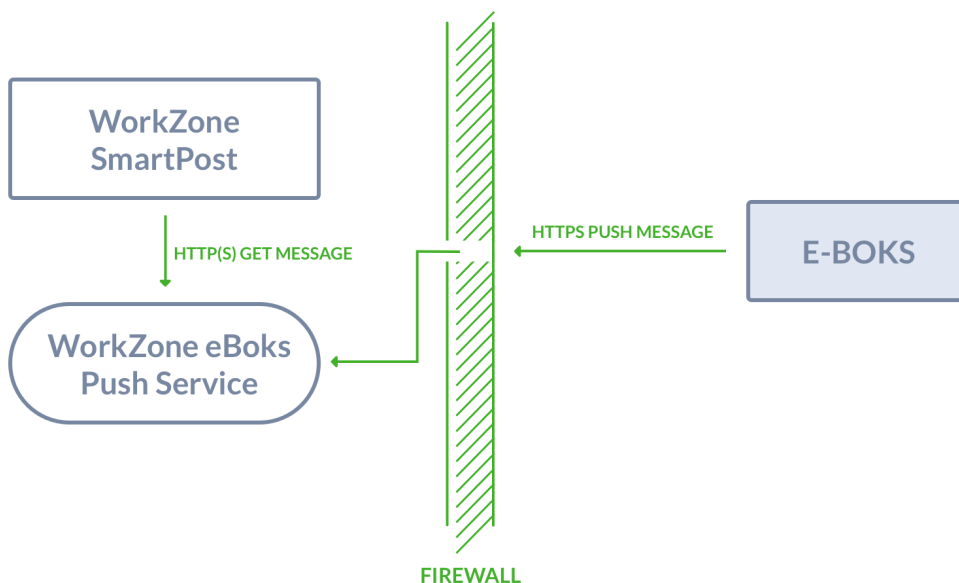 WorkZone
SmartPost
HTTP(S) GET MESSAGE
WorkZone eBoks
Push Service
HTTPS PUSH MESSAGE
E-BOKS
FIREWALL